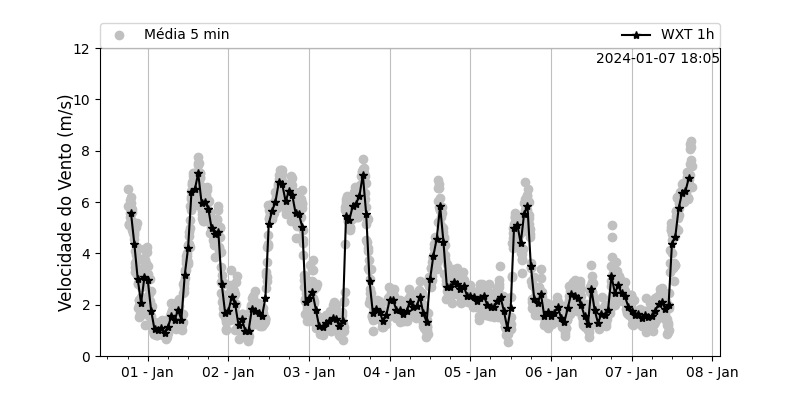 Média 5 min
WXT 1h
2024-01-07 18:05
Velocidade do Vento (m/s)
12
10
8
6
4
2
0
01 - Jan
02 - Jan
03 - Jan
04 - Jan
05 - Jan
06 - Jan
07 - Jan
08 - Jan